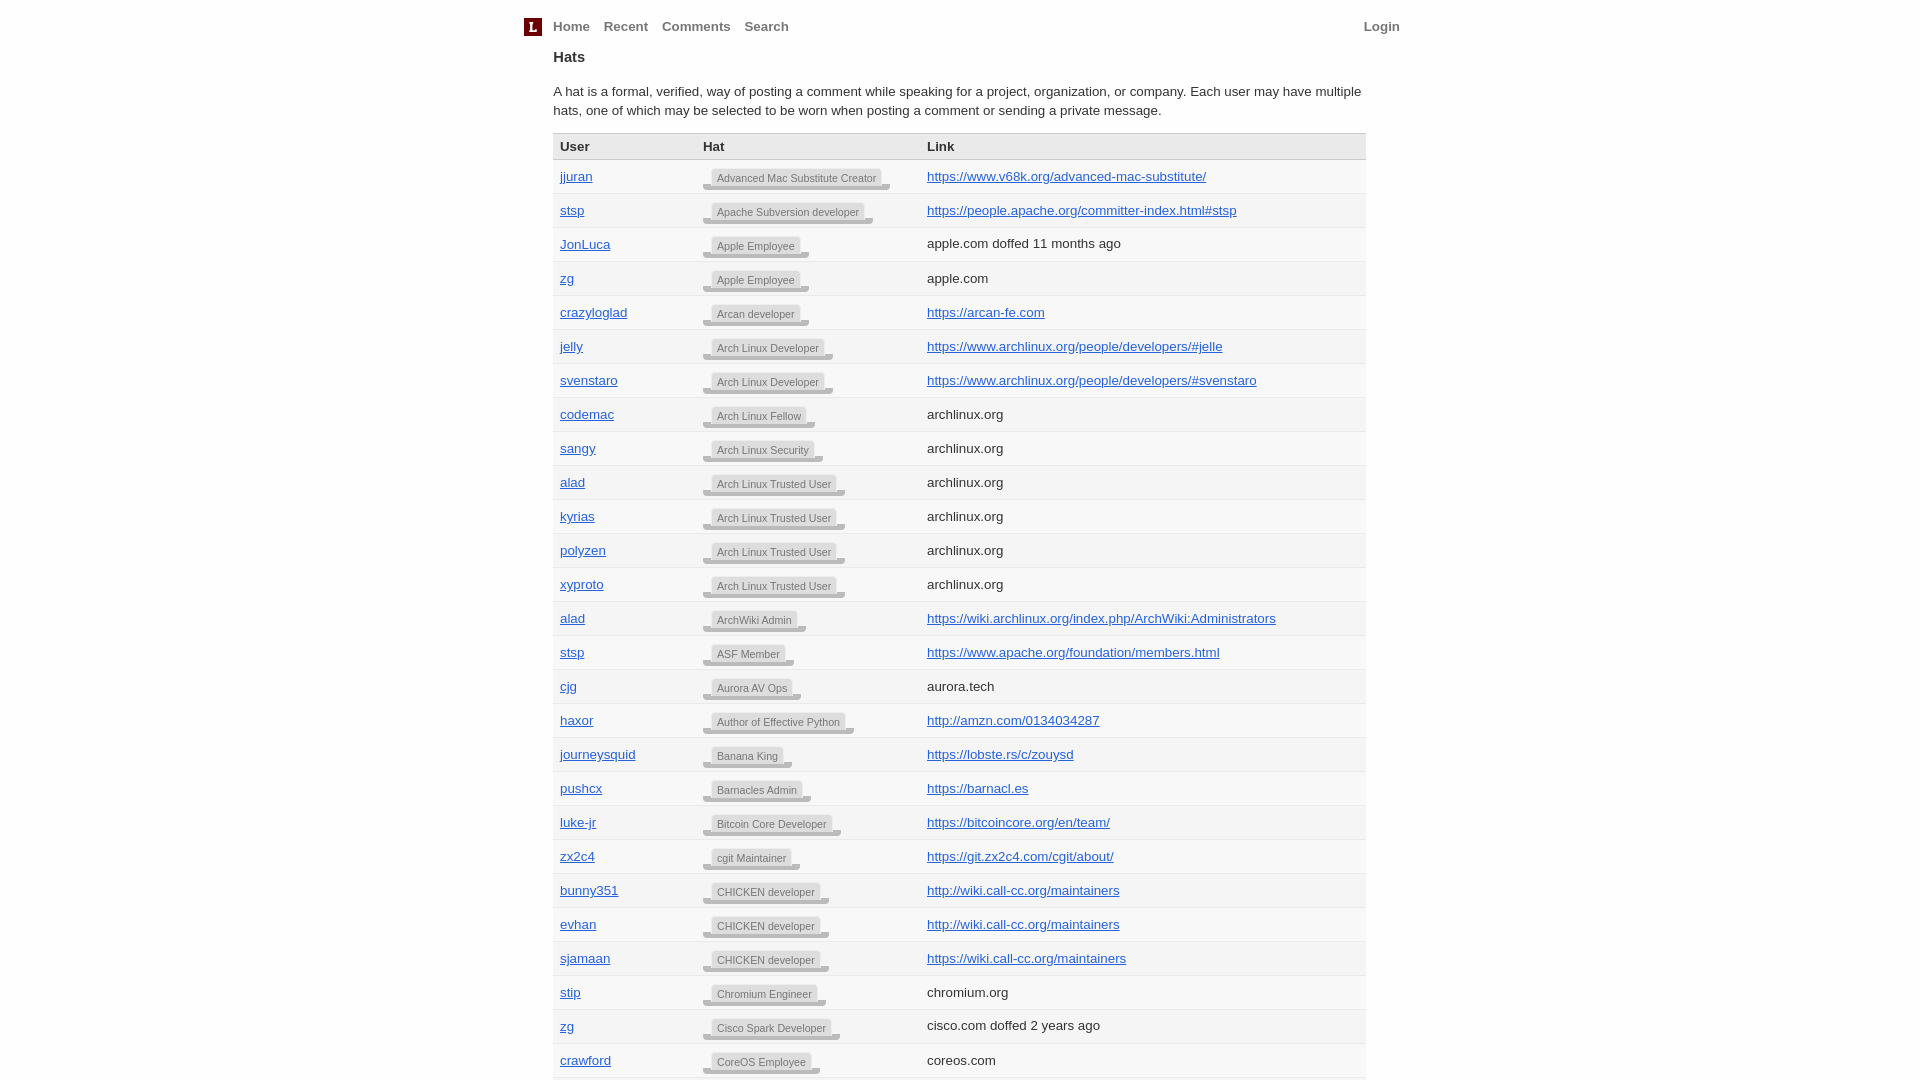 L Home Recent Comments Search Login
Hats
A hat is a formal, verified, way of posting a comment while speaking for a project, organization, or company. Each user may have multiple
hats, one of which may be selected to be worn when posting a comment or sending a private message.
User Hat Link
jjuran Advanced Mac Substitute Creator https://www.v68k.org/advanced-mac-substitute/
stsp Apache Subversion developer https://people.apache.org/committer-index.html#stsp
JonLuca Apple Employee apple.com doffed 11 months ago
zg Apple Employee apple.com
crazyloglad Arcan developer https://arcan-fe.com
jelly Arch Linux Developer https://www.archlinux.org/people/developers/#jelle
svenstaro Arch Linux Developer https://www.archlinux.org/people/developers/#svenstaro
codemac Arch Linux Fellow archlinux.org
sangy Arch Linux Security archlinux.org
alad Arch Linux Trusted User archlinux.org
kyrias Arch Linux Trusted User archlinux.org
polyzen Arch Linux Trusted User archlinux.org
xyproto Arch Linux Trusted User archlinux.org
alad ArchWiki Admin https://wiki.archlinux.org/index.php/ArchWiki:Administrators
stsp ASF Member https://www.apache.org/foundation/members.html
cjg Aurora AV Ops aurora.tech
haxor Author of Effective Python http://amzn.com/0134034287
journeysquid Banana King https://lobste.rs/c/zouysd
pushcx Barnacles Admin https://barnacl.es
luke-jr Bitcoin Core Developer https://bitcoincore.org/en/team/
zx2c4 cgit Maintainer https://git.zx2c4.com/cgit/about/
bunny351 CHICKEN developer http://wiki.call-cc.org/maintainers
evhan CHICKEN developer http://wiki.call-cc.org/maintainers
sjamaan CHICKEN developer https://wiki.call-cc.org/maintainers
stip Chromium Engineer chromium.org
zg Cisco Spark Developer cisco.com doffed 2 years ago
crawford CoreOS Employee coreos.com